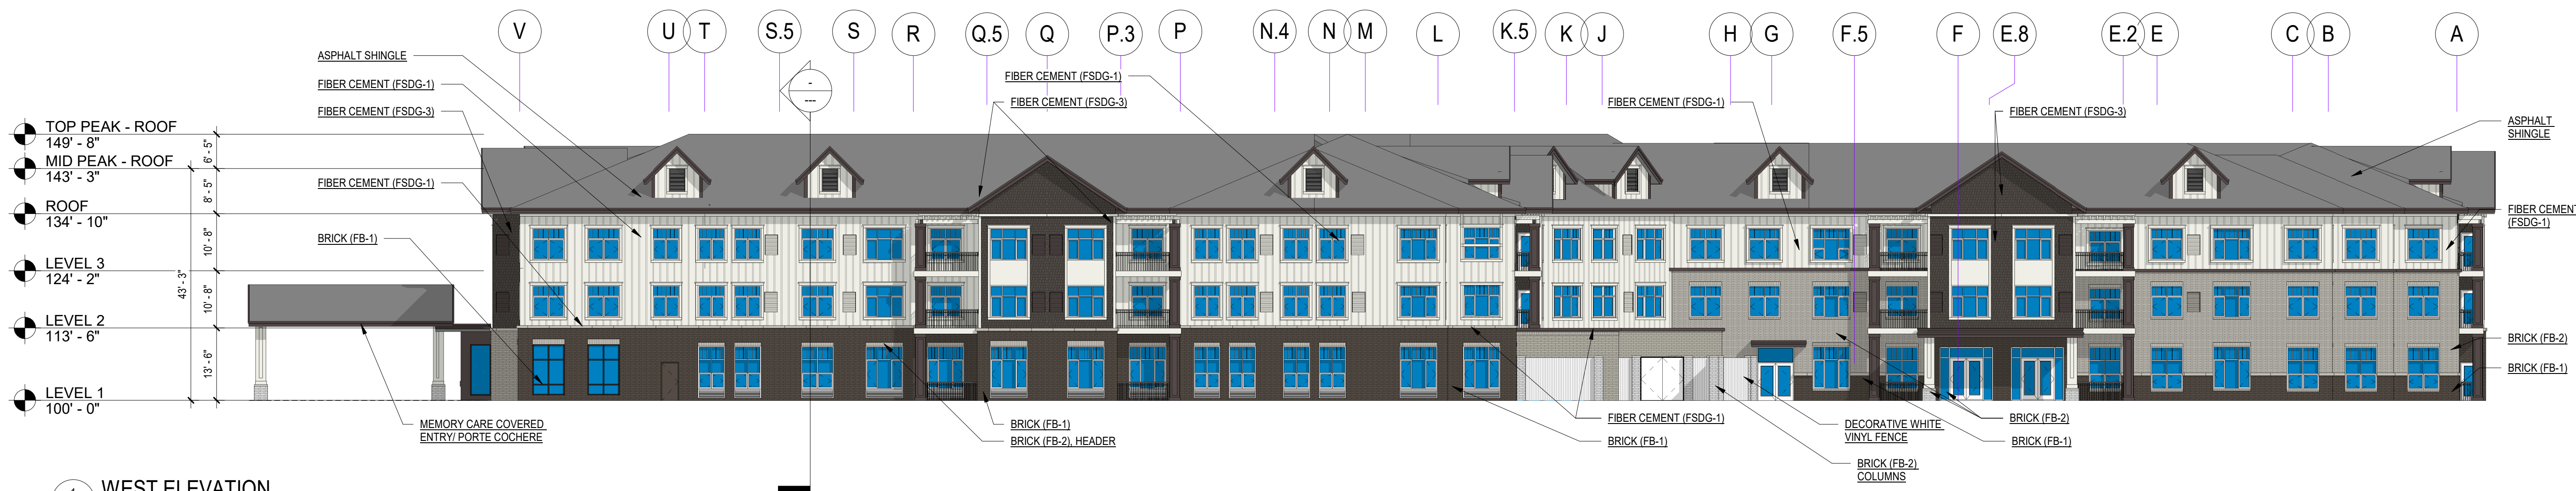 V
U
T
S.5
S
R
Q.5
Q
P.3
P
N.4
N
M
L
K.5
K
J
H
G
F.5
F
E.8
E.2
E
C
B
A
-
---
ASPHALT SHINGLE
FIBER CEMENT (FSDG-1)
FIBER CEMENT (FSDG-3)
FIBER CEMENT (FSDG-1)
BRICK (FB-1)
FIBER CEMENT (FSDG-1)
FIBER CEMENT (FSDG-3)
FIBER CEMENT (FSDG-1)
FIBER CEMENT (FSDG-3)
ASPHALT
SHINGLE
FIBER CEMENT
(FSDG-1)
BRICK (FB-2)
BRICK (FB-1)
TOP PEAK - ROOF
149' - 8"
MID PEAK - ROOF
143' - 3"
ROOF
134' - 10"
LEVEL 3
124' - 2"
LEVEL 2
113' - 6"
LEVEL 1
100' - 0"
6' - 5"
8' - 5"
10' - 8"
10' - 8"
13' - 6"
43' - 3"
MEMORY CARE COVERED
ENTRY/ PORTE COCHERE
BRICK (FB-1)
BRICK (FB-2), HEADER
FIBER CEMENT (FSDG-1)
BRICK (FB-1)
DECORATIVE WHITE
VINYL FENCE
BRICK (FB-2)
COLUMNS
BRICK (FB-2)
BRICK (FB-1)
1
WEST ELEVATION